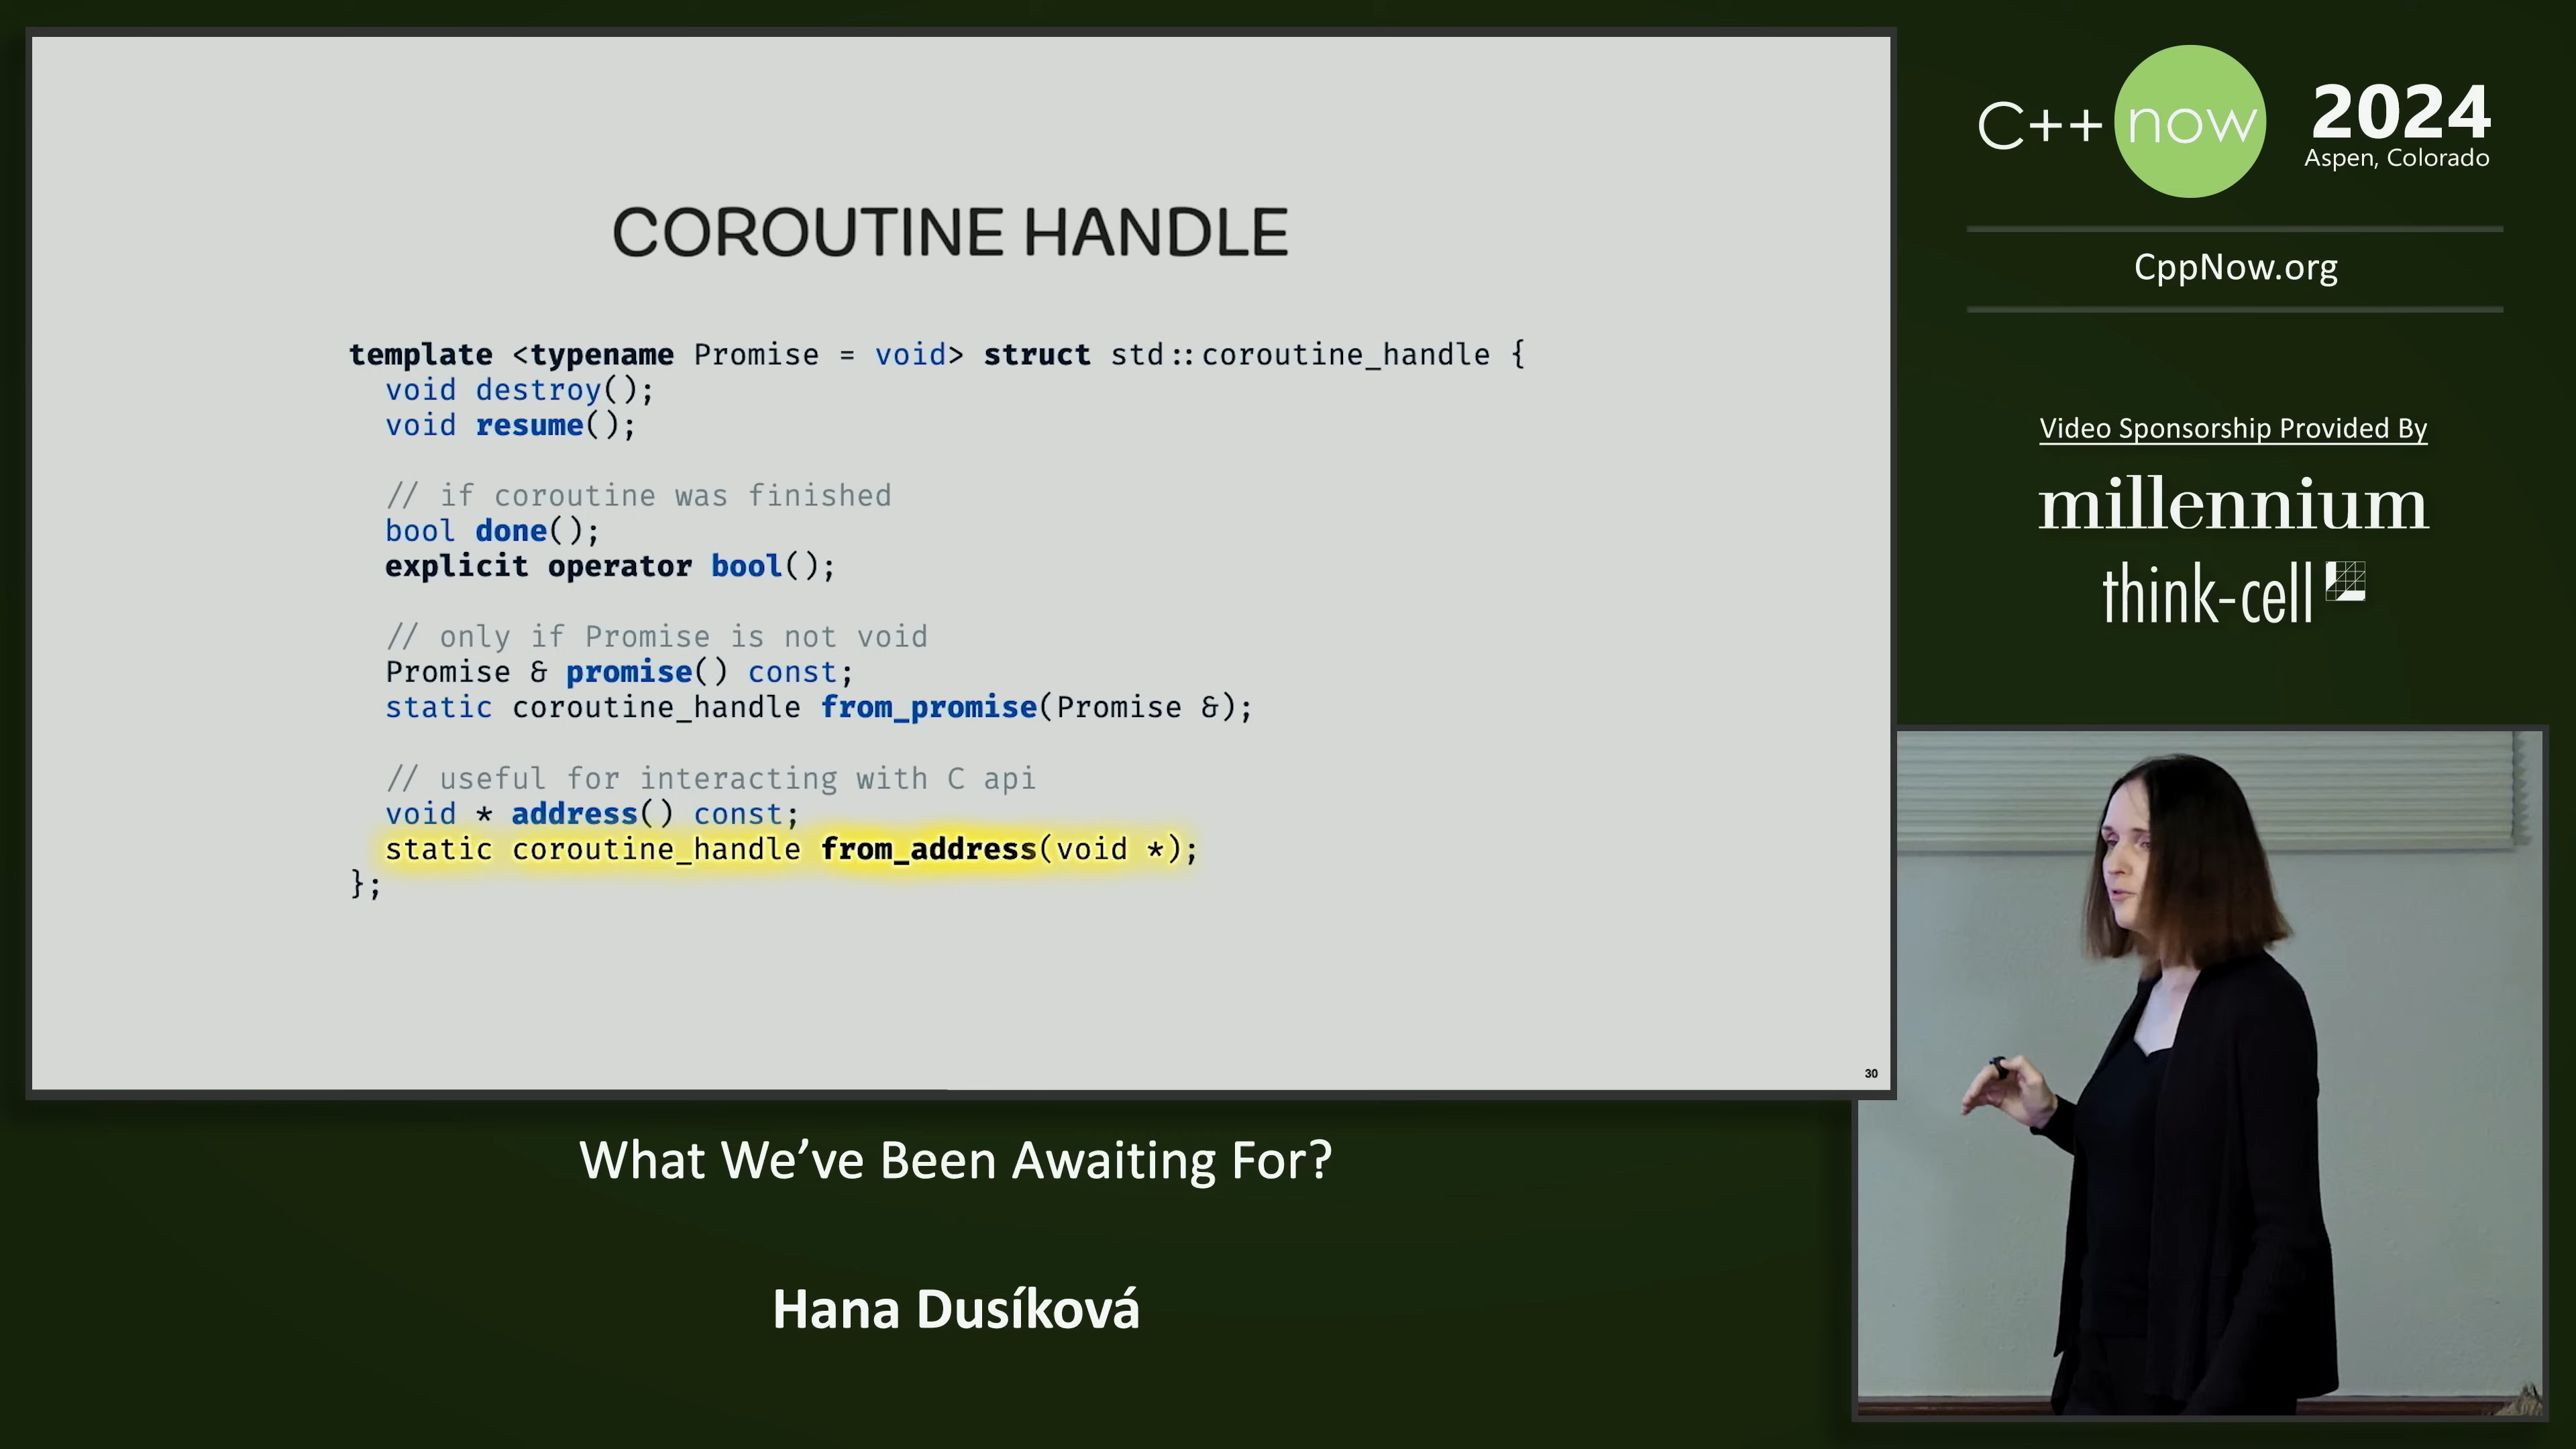 COROUTINE HANDLE
template <typename Promise = void> struct std::coroutine_handle {
void destroy();
void resume();
// if coroutine was finished
bool done();
explicit operator bool();
// only if Promise is not void
Promise & promise() const;
static coroutine_handle from_promise(Promise &);
// useful for interacting with C api
void * address() const;
static coroutine_handle from_address(void *);
};
30
C++ now
2024
Aspen, Colorado
CppNow.org
Video Sponsorship Provided By
millennium
think-cell
What We’ve Been Awaiting For?
Hana Dusíková